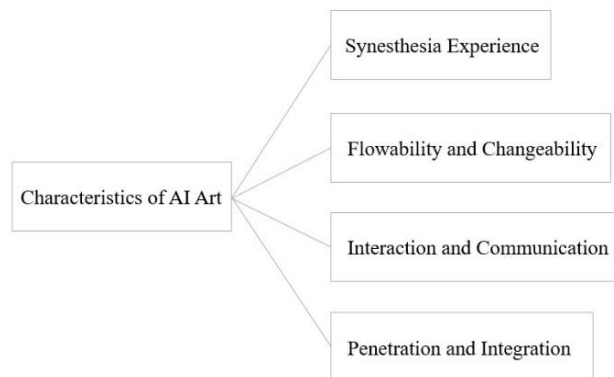 Synesthesia Experience
Flowability and Changeability
Characteristics of AI Art
Interaction and Communication
Penetration and Integration